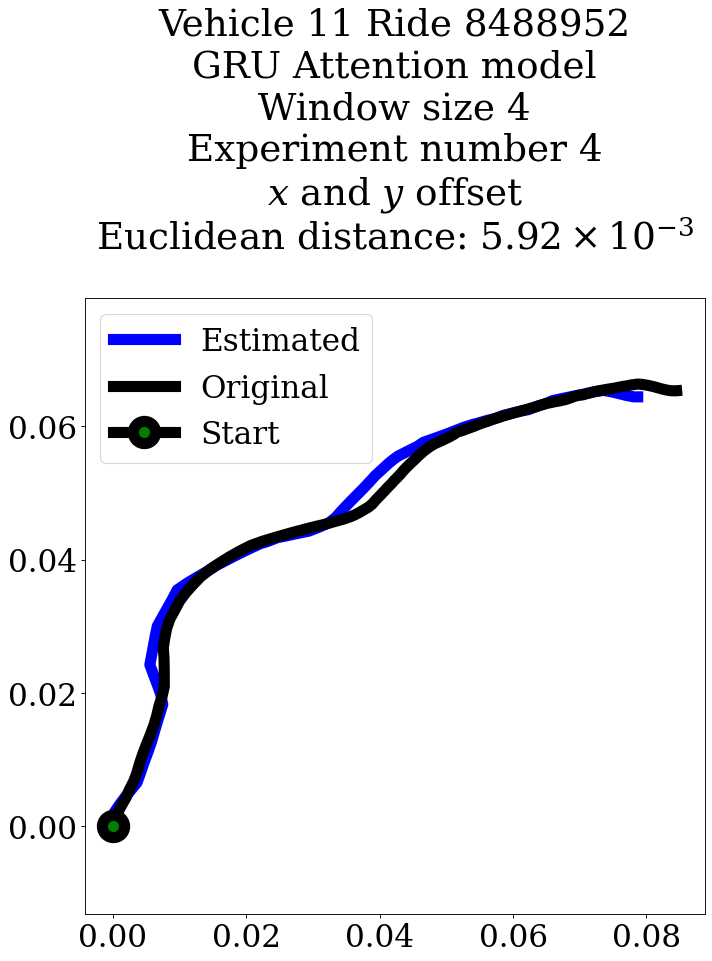 Vehicle 11 Ride 8488952
GRU Attention model
Window size 4
Experiment number 4
x and y offset
Euclidean distance: 5.92 × 10⁻³
Estimated
Original
Start
0.06
0.04
0.02
0.00
0.00 0.02 0.04 0.06 0.08